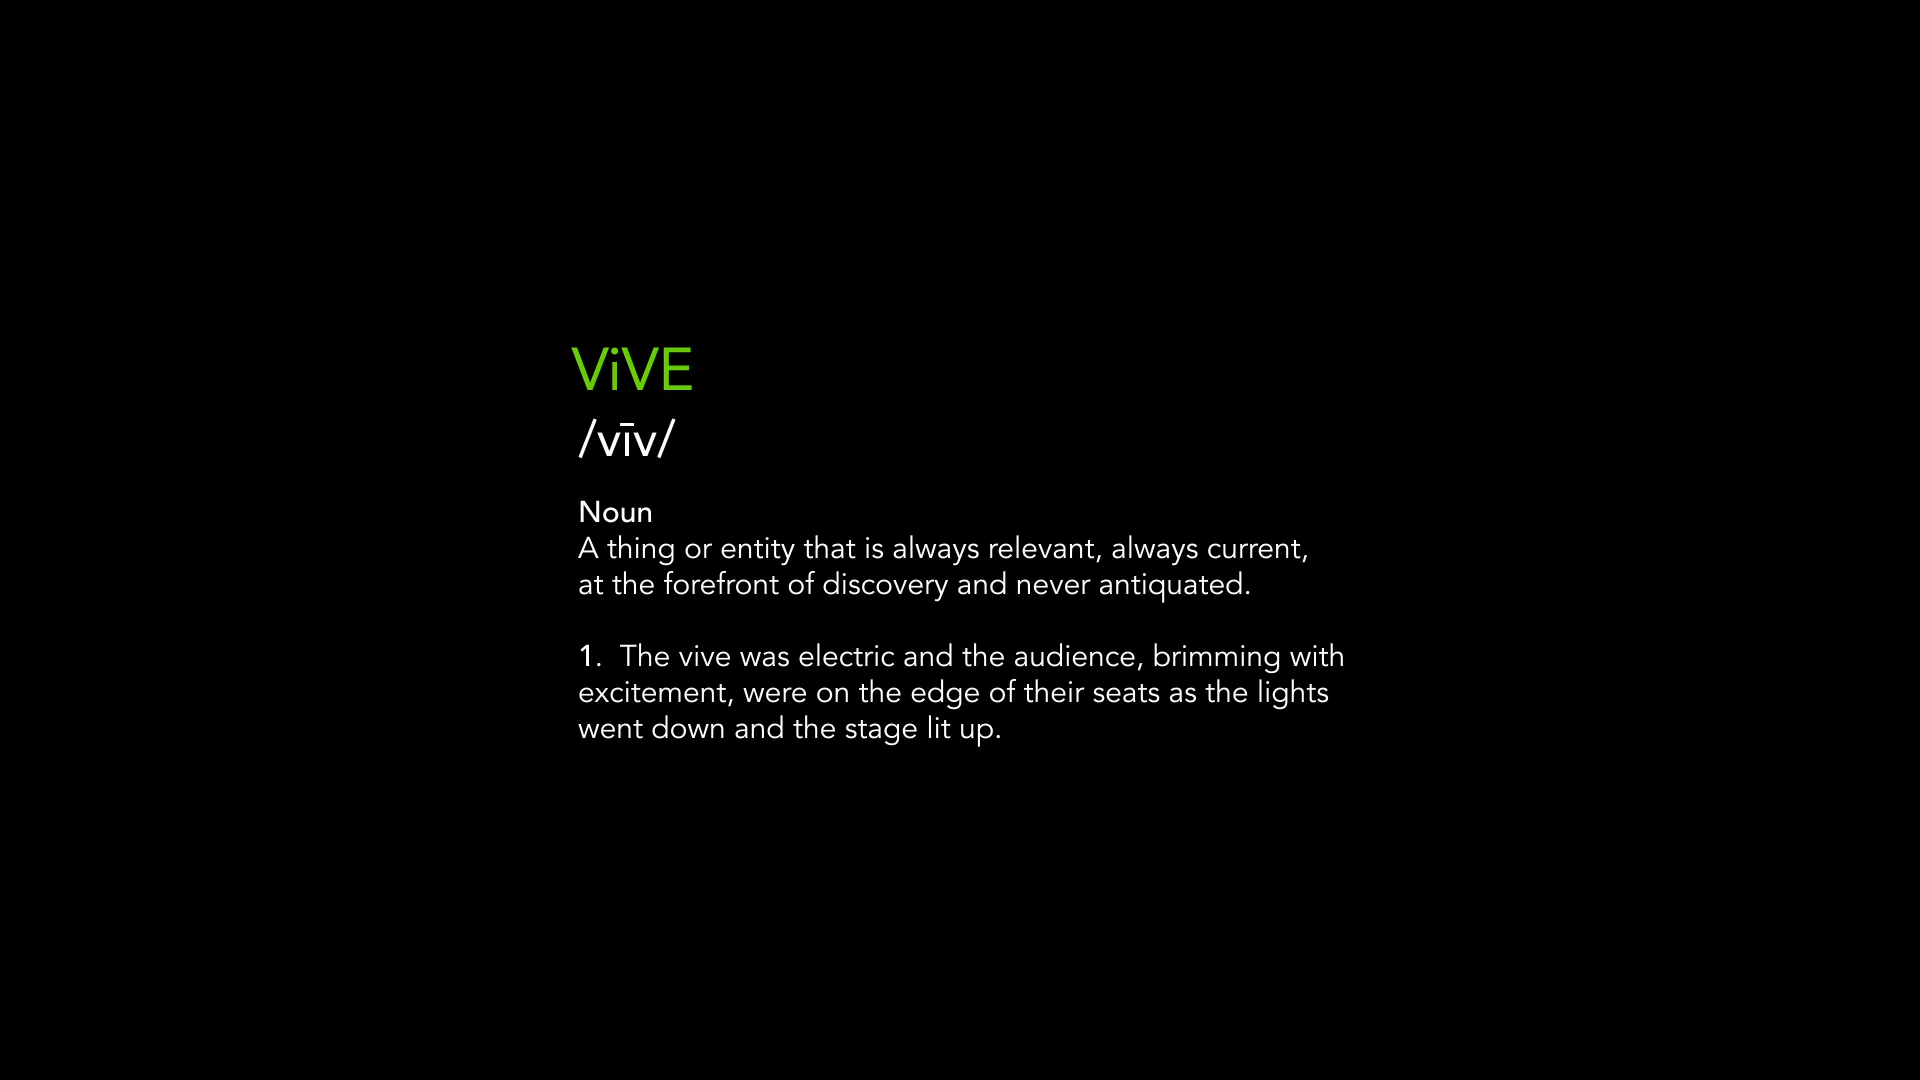 ViVE
/vīv/
Noun
A thing or entity that is always relevant, always current,
at the forefront of discovery and never antiquated.
1. The vive was electric and the audience, brimming with
excitement, were on the edge of their seats as the lights
went down and the stage lit up.